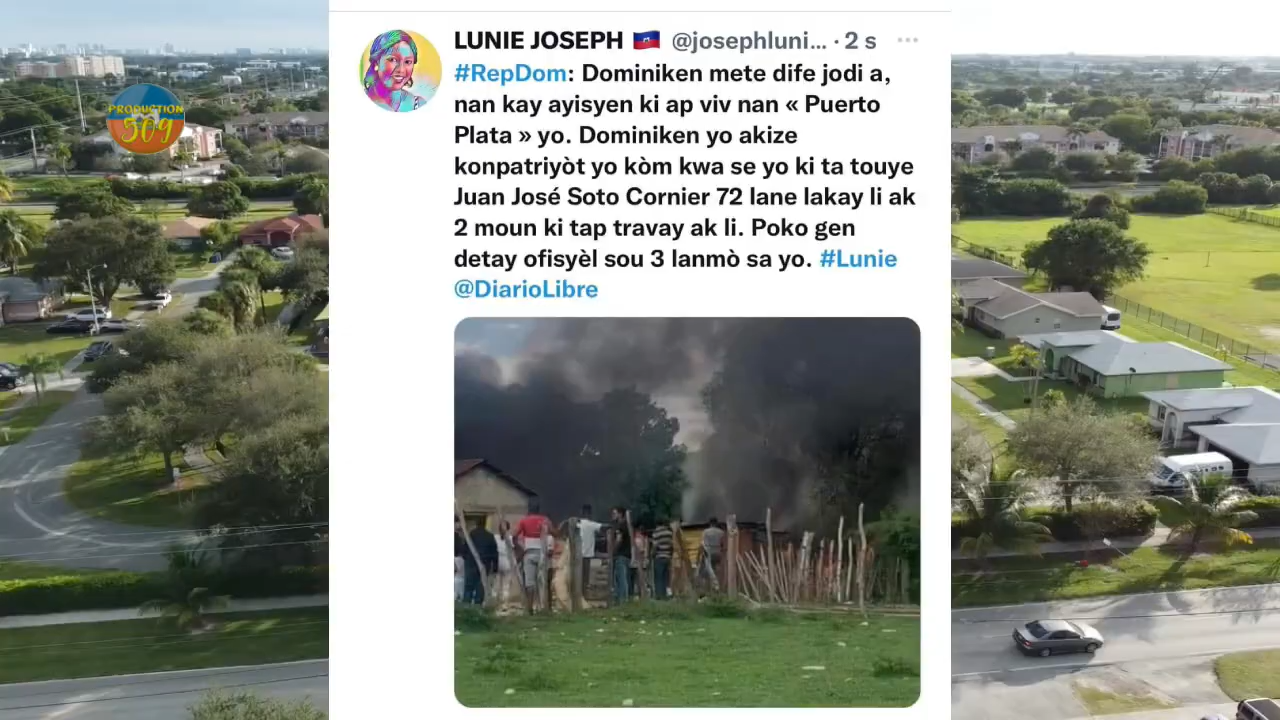 PRODUCTION
509
LUNIE JOSEPH 🇭🇹 @josephluni... · 2 s
#RepDom: Dominiken mete dife jodi a,
nan kay ayisyen ki ap viv nan « Puerto
Plata » yo. Dominiken yo akize
konpatriyòt yo kòm kwa se yo ki ta touye
Juan José Soto Cornier 72 lane lakay li ak
2 moun ki tap travay ak li. Poko gen
detay ofisyèl sou 3 lanmò sa yo. #Lunie
@DiarioLibre